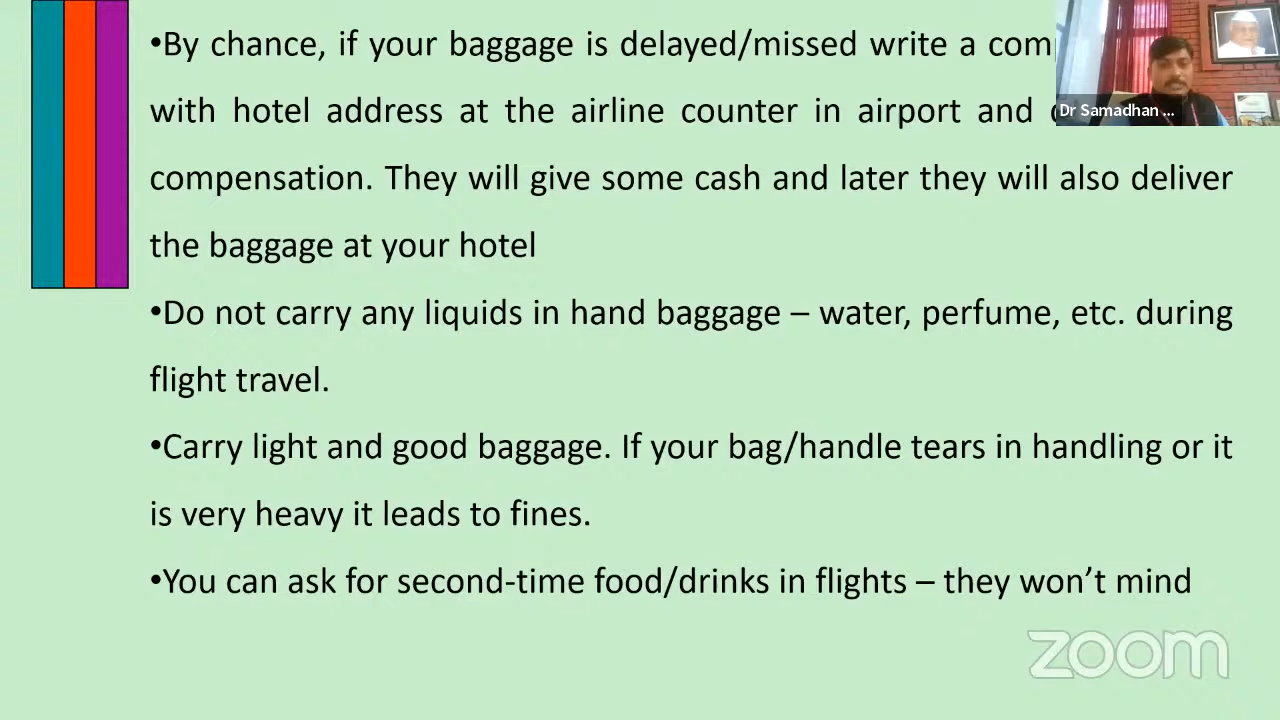 •By chance, if your baggage is delayed/missed write a
with hotel address at the airline counter in airport and
compensation. They will give some cash and later they will also deliver
the baggage at your hotel
•Do not carry any liquids in hand baggage – water, perfume, etc. during
flight travel.
•Carry light and good baggage. If your bag/handle tears in handling or it
is very heavy it leads to fines.
•You can ask for second-time food/drinks in flights – they won’t mind
Dr Samadhan ...
zoom